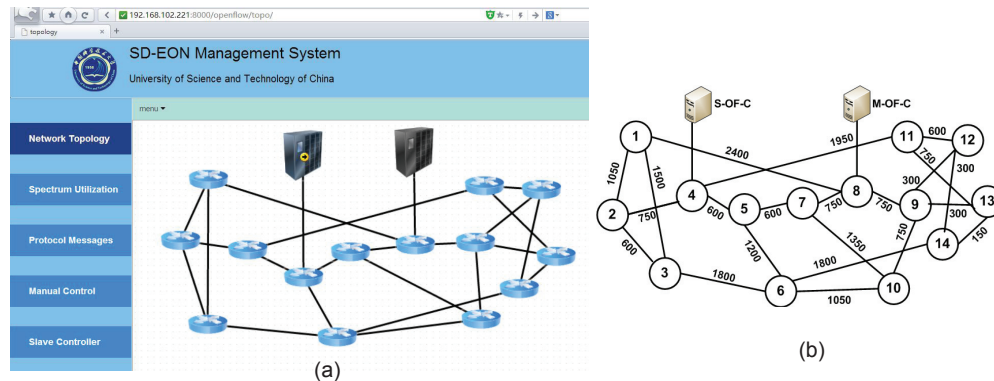 192.168.102.221:8000/openflow/topo/
topology
SD-EON Management System
University of Science and Technology of China
1958
menu
Network Topology
Spectrum Utilization
Protocol Messages
Manual Control
Slave Controller
(a)
S-OF-C
M-OF-C
1
2
3
4
5
6
7
8
9
10
11
12
13
14
1050
1500
2400
1950
600
750
300
750
600
600
750
750
300
300
150
600
1200
1350
750
1800
1800
1050
(b)